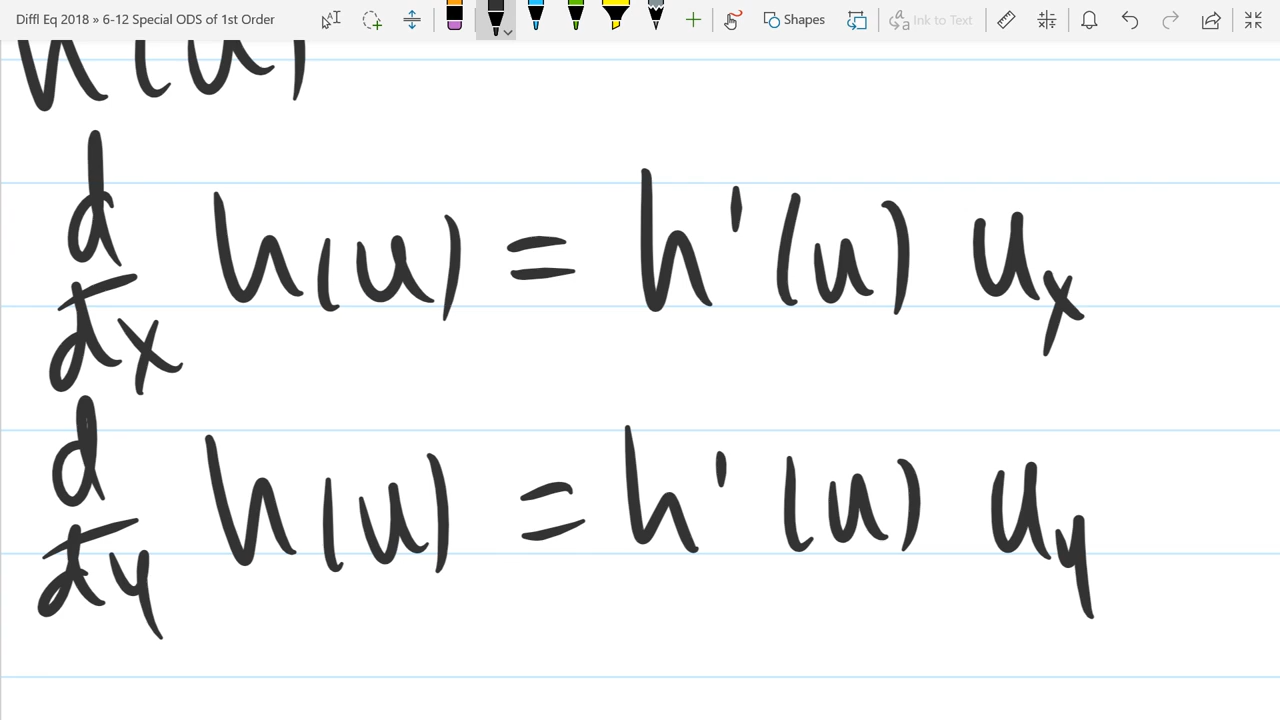 Diffl Eq 2018 » 6-12 Special ODS of 1st Order
Shapes
Ink to Text
h(u)
d/dx h(u) = h'(u) u_x
d/dy h(u) = h'(u) u_y